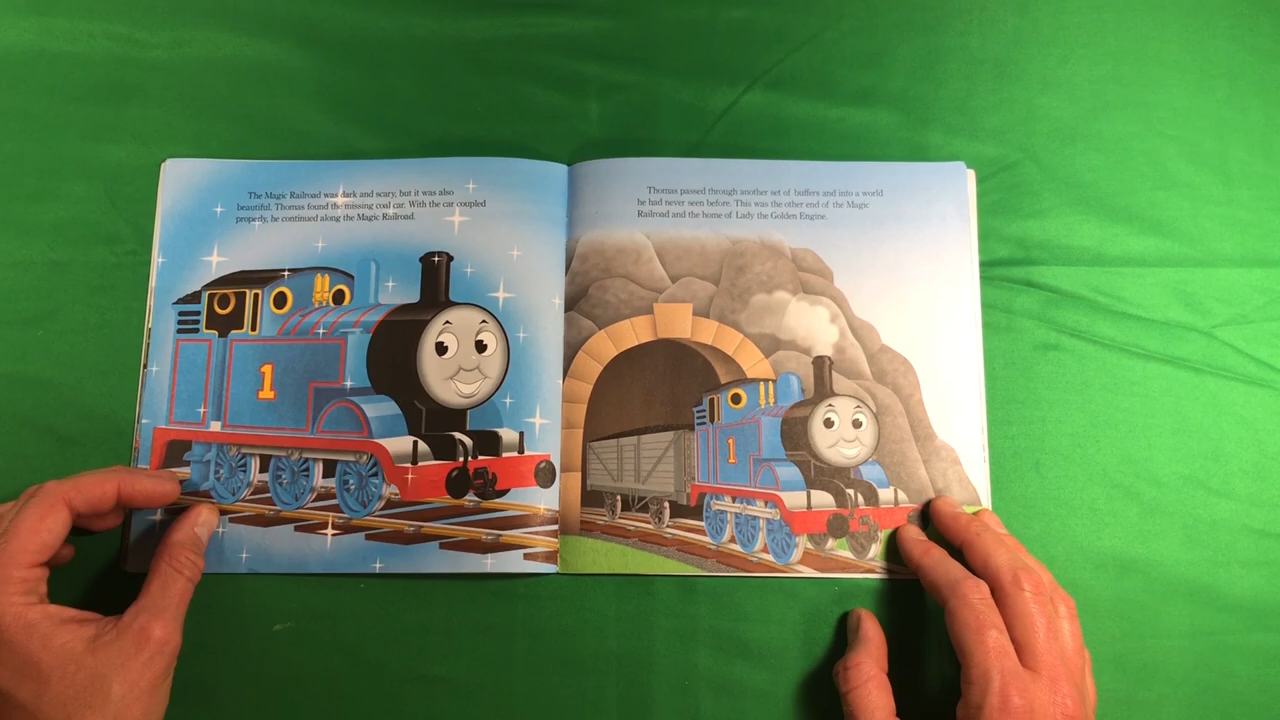 The Magic Railroad was dark and scary, but it was also
beautiful. Thomas found the missing coal car. With the car coupled
properly, he continued along the Magic Railroad.
1
Thomas passed through another set of buffers and into a world
he had never seen before. This was the other end of the Magic
Railroad and the home of Lady the Golden Engine.
1